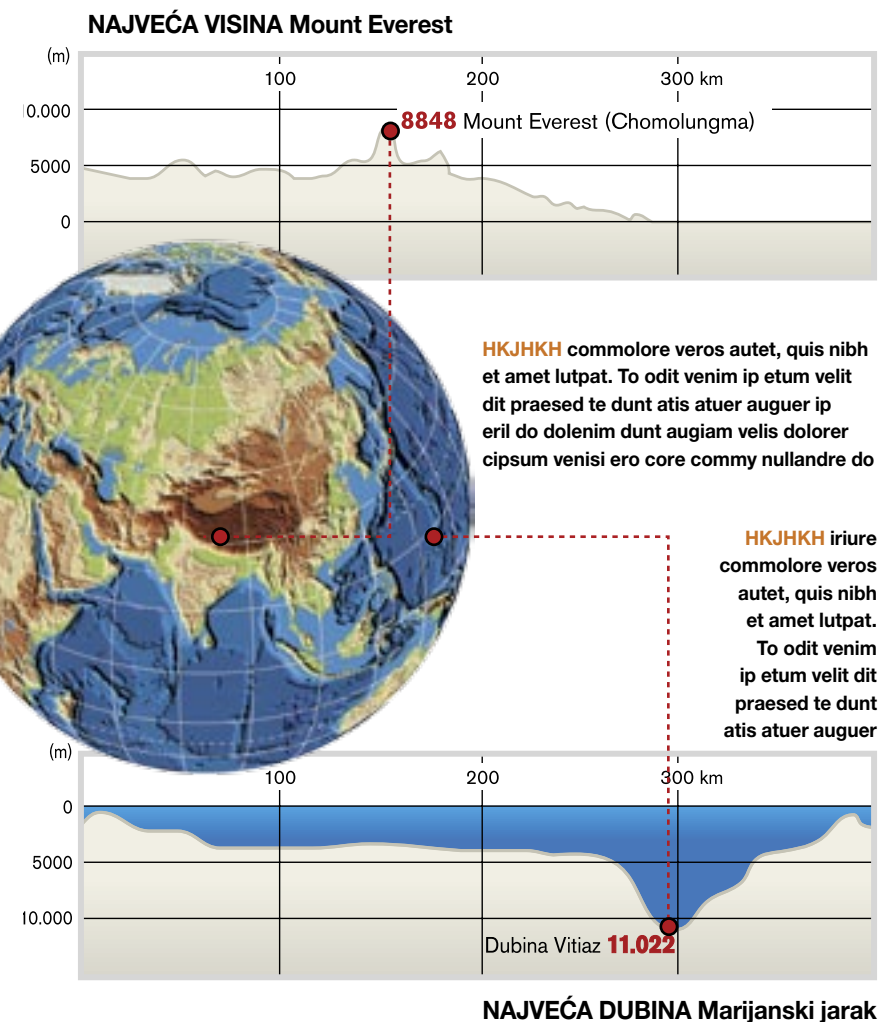 NAJVEĆA VISINA Mount Everest
(m)
100 200 300 km
10.000
8848 Mount Everest (Chomolungma)
5000
0
HKJHKH commolore veros autet, quis nibh
et amet lutpat. To odit venim ip etum velit
dit praesed te dunt atis atuer auguer ip
eril do dolenim dunt augiam velis dolorer
cipsum venisi ero core commy nullandre do
HKJHKH iriure
commolore veros
autet, quis nibh
et amet lutpat.
To odit venim
ip etum velit dit
praesed te dunt
atis atuer auguer
(m)
100 200 300 km
0
5000
10.000
Dubina Vitiaz 11.022
NAJVEĆA DUBINA Marijanski jarak